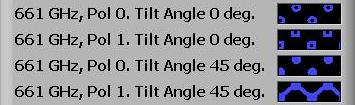 661 GHz, Pol 0. Tilt Angle 0 deg.
661 GHz, Pol 1. Tilt Angle 0 deg.
661 GHz, Pol 0. Tilt Angle 45 deg.
661 GHz, Pol 1. Tilt Angle 45 deg.